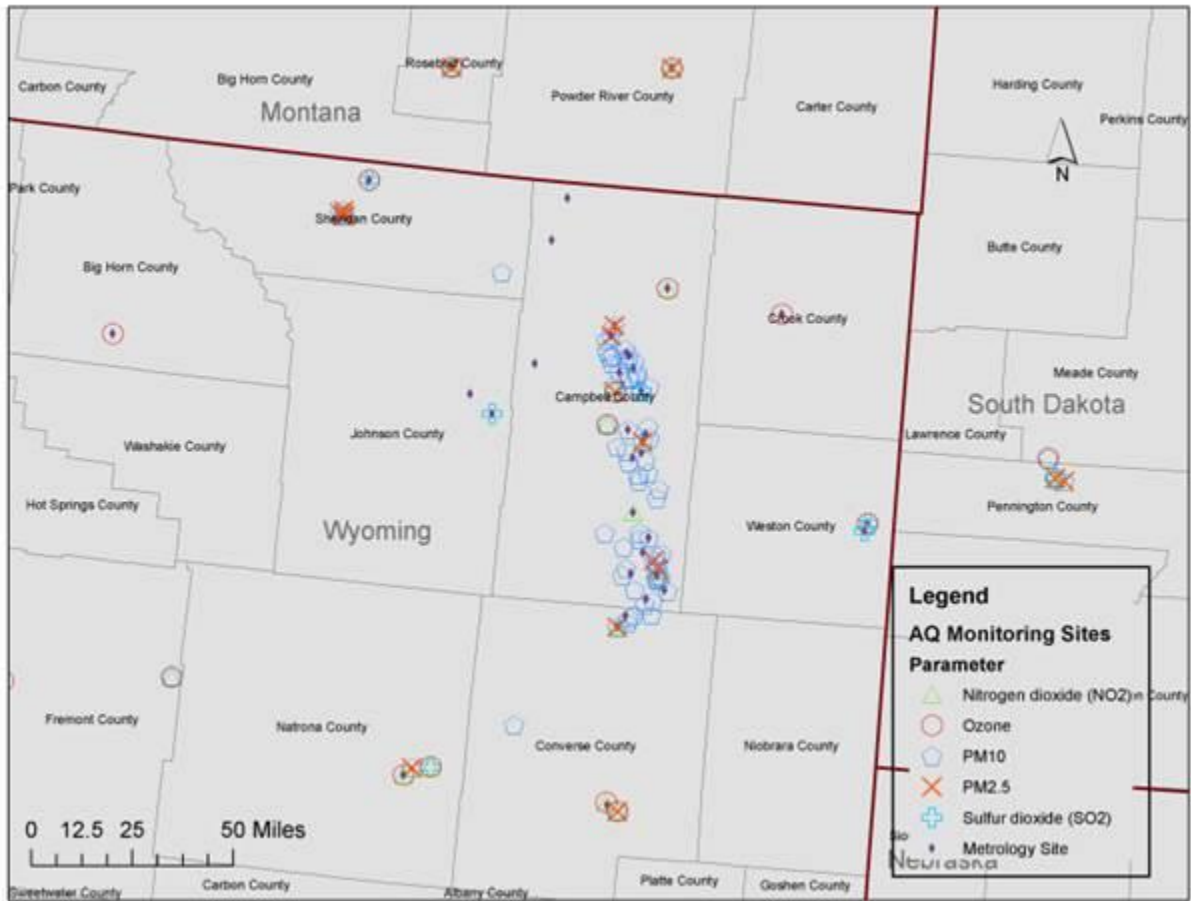 Carbon County
Big Horn County
Rosebud County
Powder River County
Carter County
Harding County
Perkins County
Montana
N
Park County
Sheridan County
Butte County
Big Horn County
Crook County
Meade County
Campbell County
South Dakota
Lawrence County
Washakie County
Johnson County
Hot Springs County
Wyoming
Weston County
Pennington County
Legend
AQ Monitoring Sites
Parameter
Nitrogen dioxide (NO2)
n County
Ozone
PM10
PM2.5
Sulfur dioxide (SO2)
Metrology Site
Fremont County
Natrona County
Converse County
Niobrara County
0 12.5 25 50 Miles
Sio
Nebraska
Sweetwater County
Carbon County
Albany County
Platte County
Goshen County